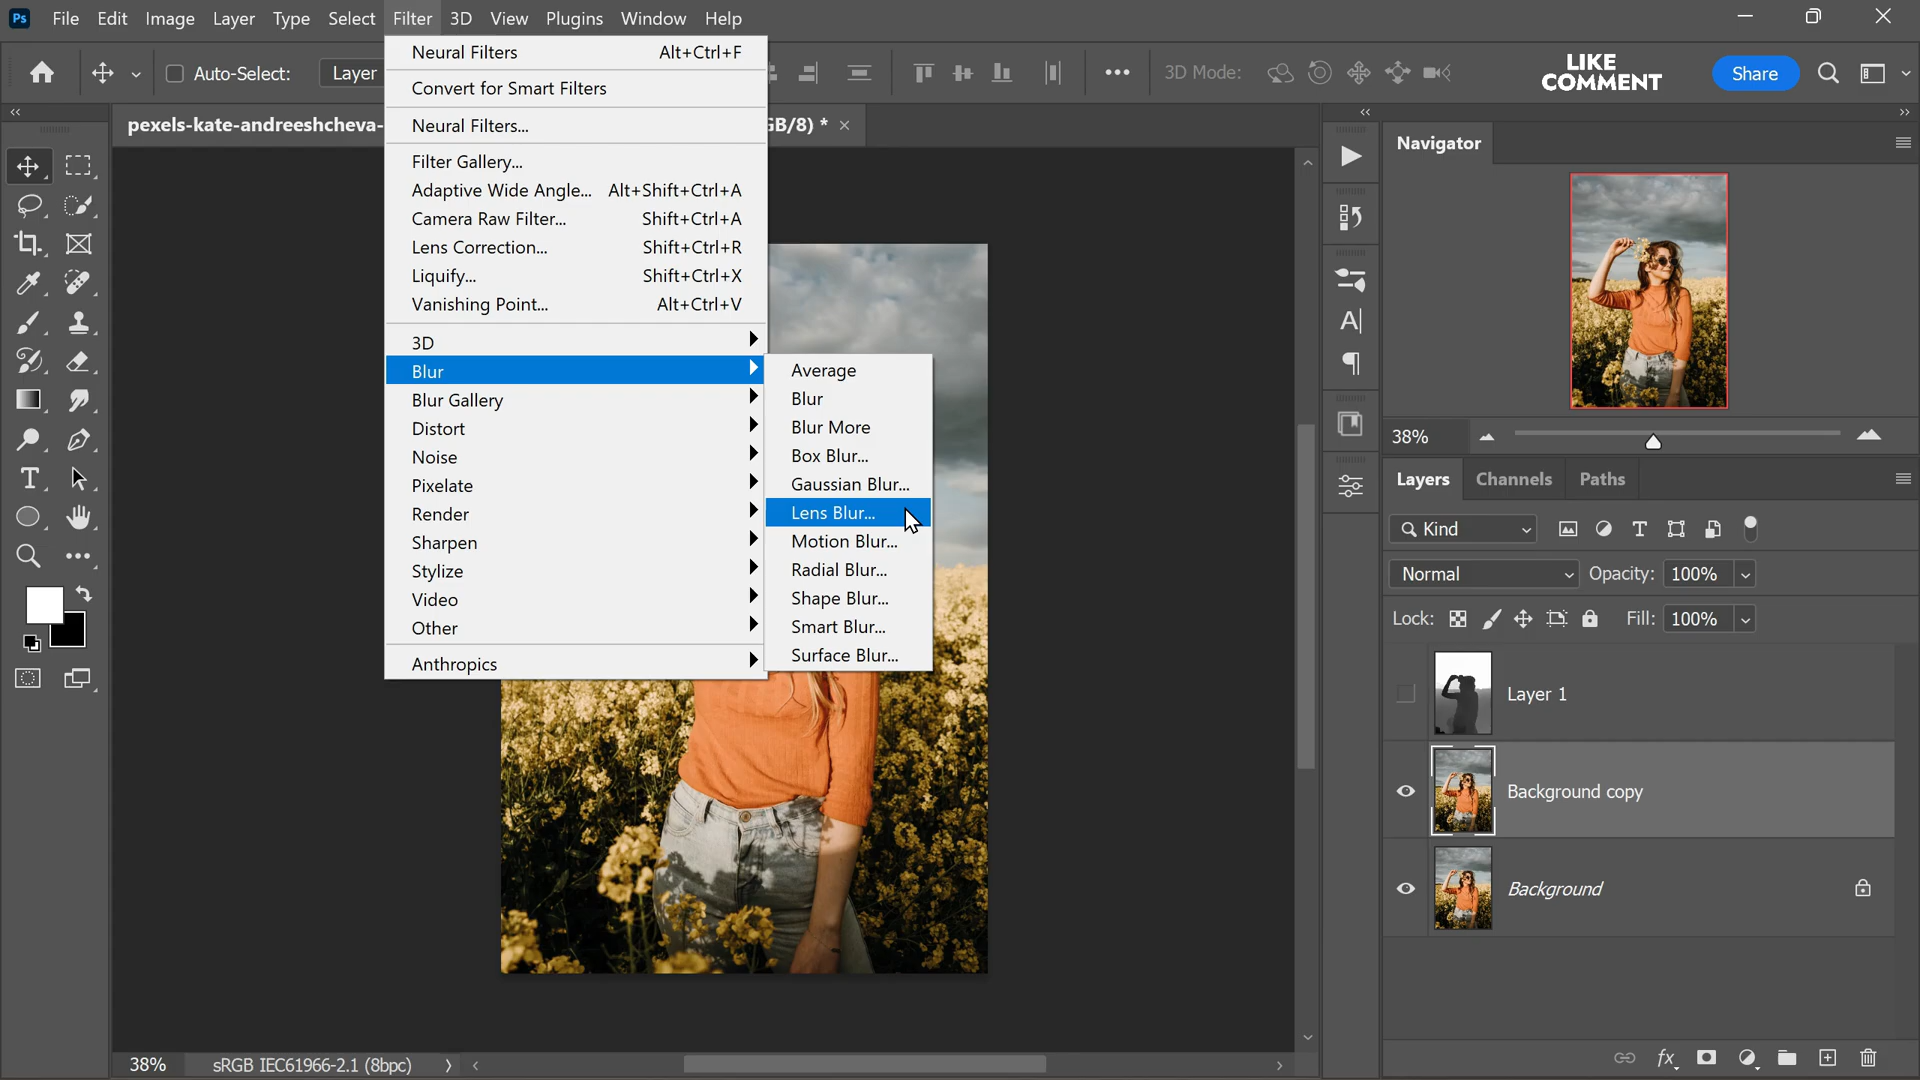 Ps File Edit Image Layer Type Select Filter 3D View Plugins Window Help
Auto-Select: Layer
3D Mode:
LIKE
COMMENT
Share
pexels-kate-andreeshcheva- GB/8) *
Neural Filters Alt+Ctrl+F
Convert for Smart Filters
Neural Filters...
Filter Gallery...
Adaptive Wide Angle... Alt+Shift+Ctrl+A
Camera Raw Filter... Shift+Ctrl+A
Lens Correction... Shift+Ctrl+R
Liquify... Shift+Ctrl+X
Vanishing Point... Alt+Ctrl+V
3D
Blur
Blur Gallery
Distort
Noise
Pixelate
Render
Sharpen
Stylize
Video
Other
Anthropics
Average
Blur
Blur More
Box Blur...
Gaussian Blur...
Lens Blur...
Motion Blur...
Radial Blur...
Shape Blur...
Smart Blur...
Surface Blur...
Navigator
38%
Layers Channels Paths
Kind
Normal Opacity: 100%
Lock: Fill: 100%
Layer 1
Background copy
Background
38% sRGB IEC61966-2.1 (8bpc)